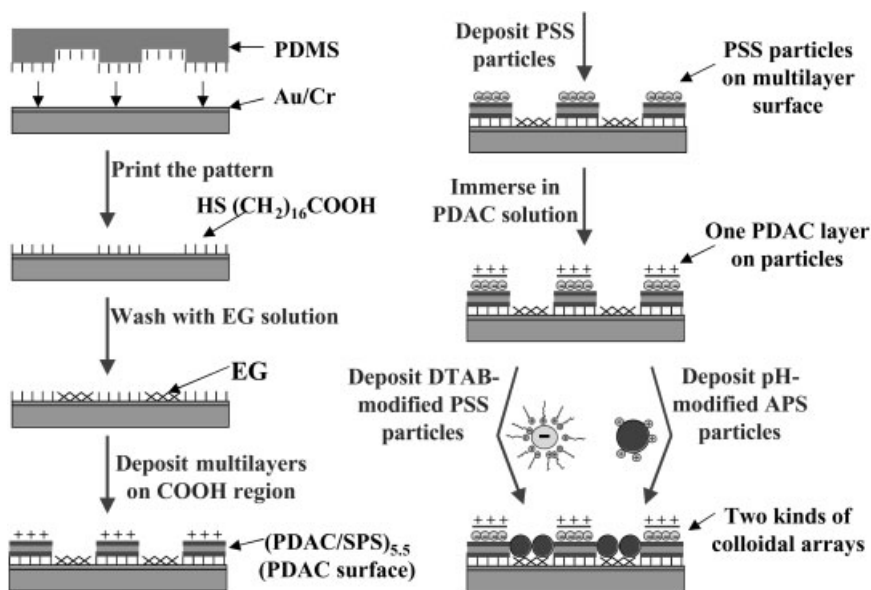 PDMS
Au/Cr
Print the pattern
HS (CH₂)₁₆COOH
Wash with EG solution
EG
Deposit multilayers
on COOH region
+++ +++ +++
(PDAC/SPS)₅.₅
(PDAC surface)
Deposit PSS
particles
PSS particles
on multilayer
surface
Immerse in
PDAC solution
One PDAC layer
on particles
+++ +++ +++
Deposit DTAB-
modified PSS
particles
Deposit pH-
modified APS
particles
+++ +++
Two kinds of
colloidal arrays